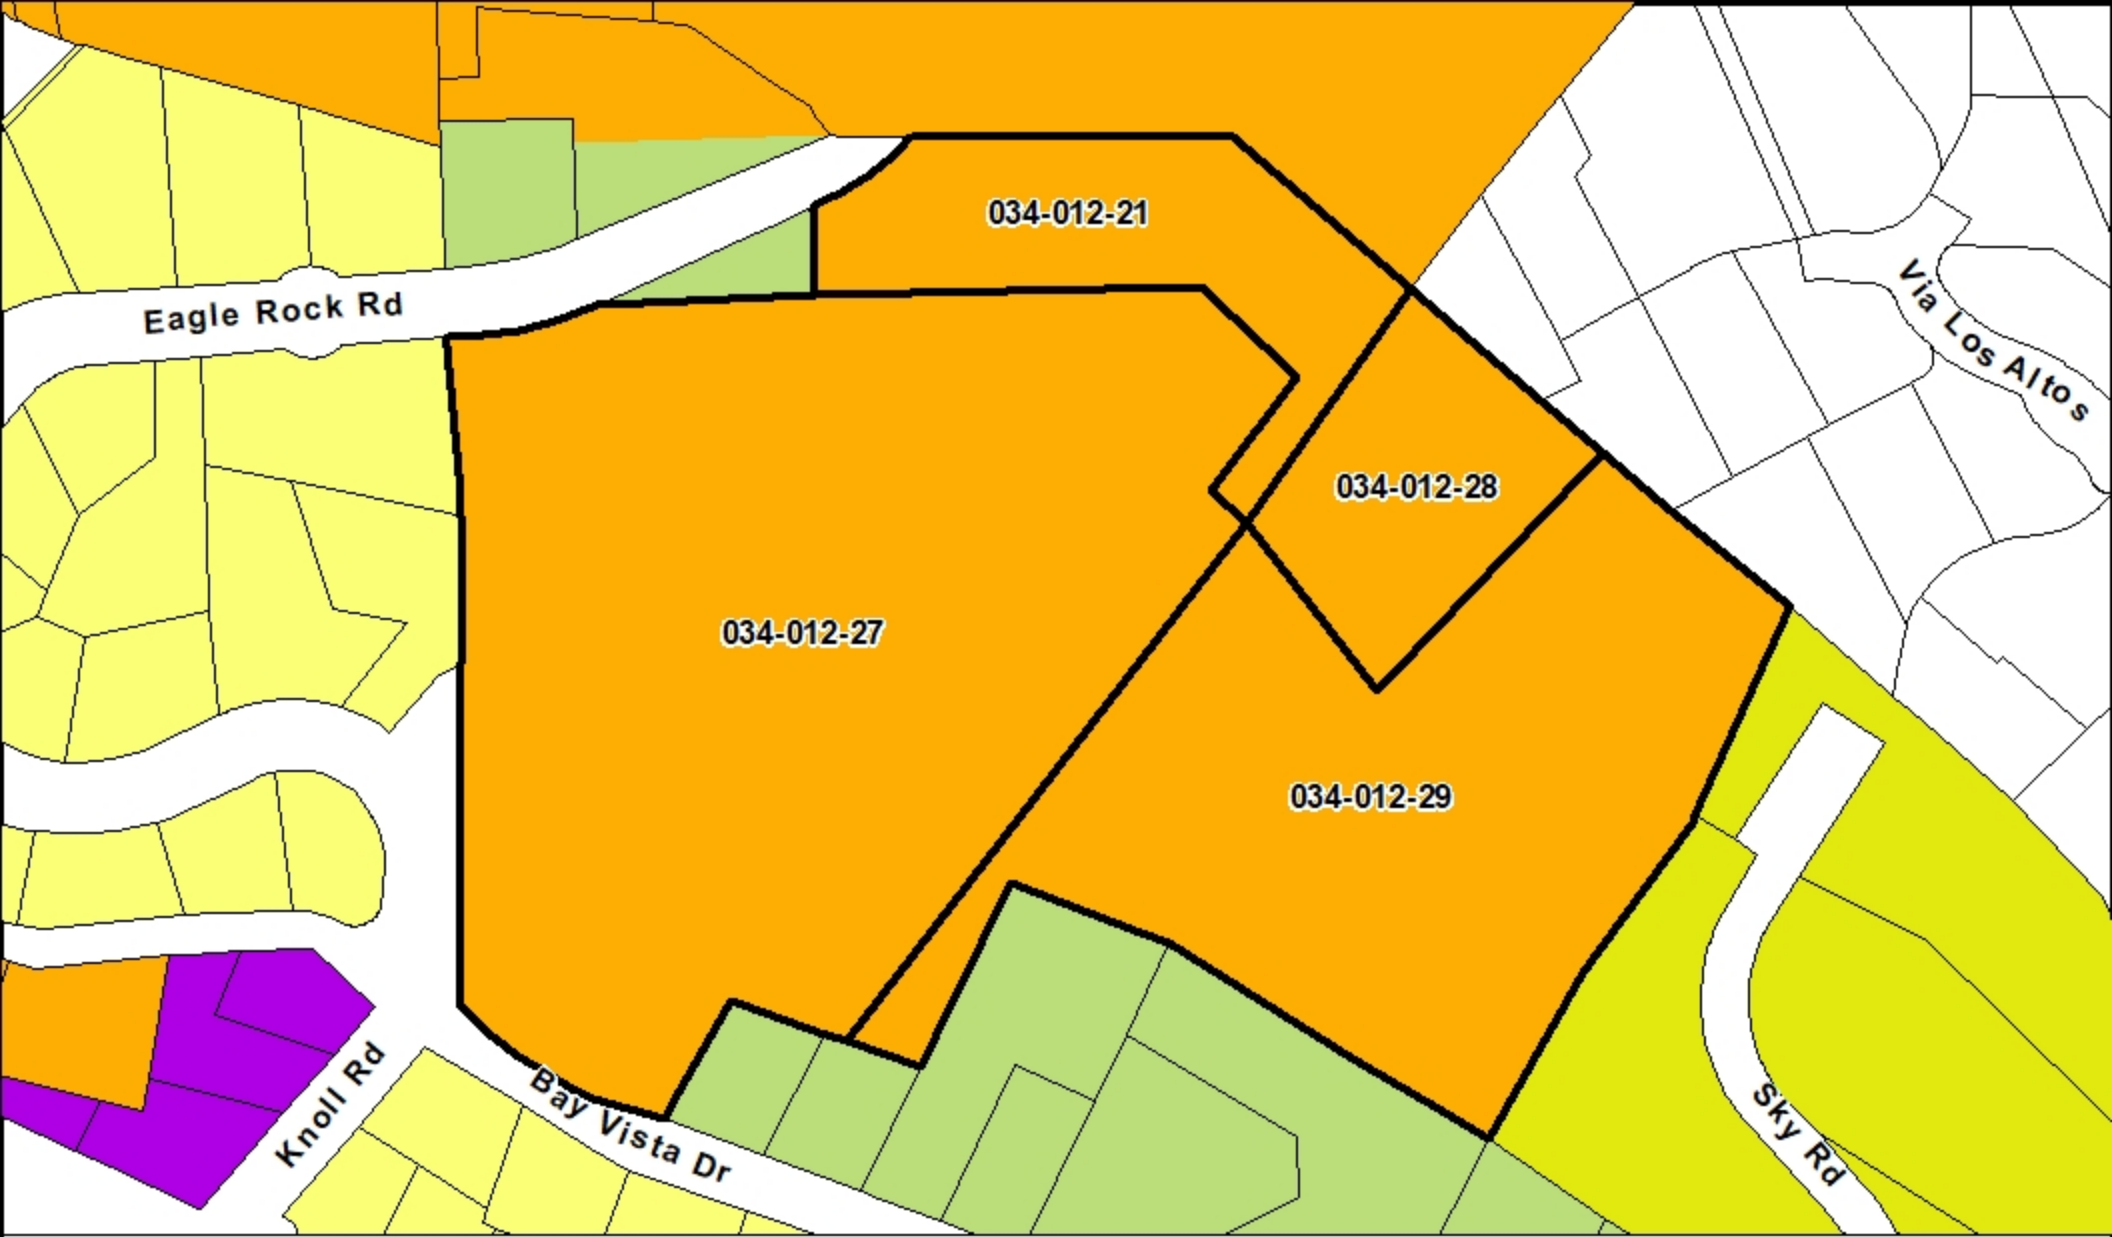 034-012-21
Eagle Rock Rd
Via Los Altos
034-012-28
034-012-27
034-012-29
Knoll Rd
Bay Vista Dr
Sky Rd